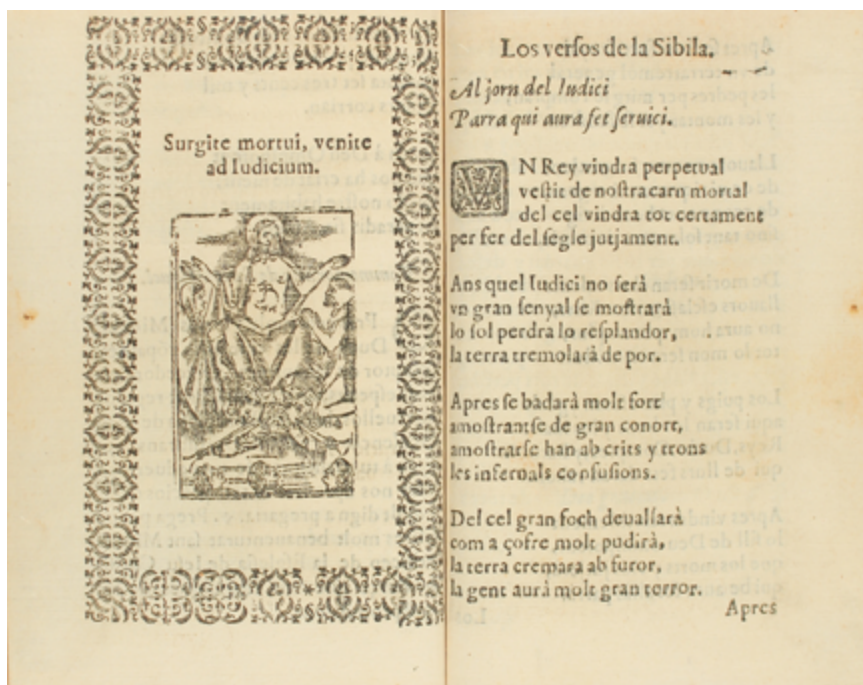 Surgite mortui, venite
ad Iudicium.
Los versos de la Sibila.
Al jorn del Iudici
Parra qui aura fet seruici.
VN Rey vindra perpetual
vestit de nostra carn mortal
del cel vindra tot certament
per fer del segle jutjament.
Ans quel Iudici no serà
vn gran senyal se mostrarà
lo sol perdra lo resplandor,
la terra tremolarà de por.
Apres se badarà molt fort
amostrantse de gran conort,
amostrarse han ab crits y trons
les infernals confusions.
Del cel gran foch deuallarà
com a çofre molt pudirà,
la terra cremara ab furor,
la gent aurà molt gran terror.
Apres